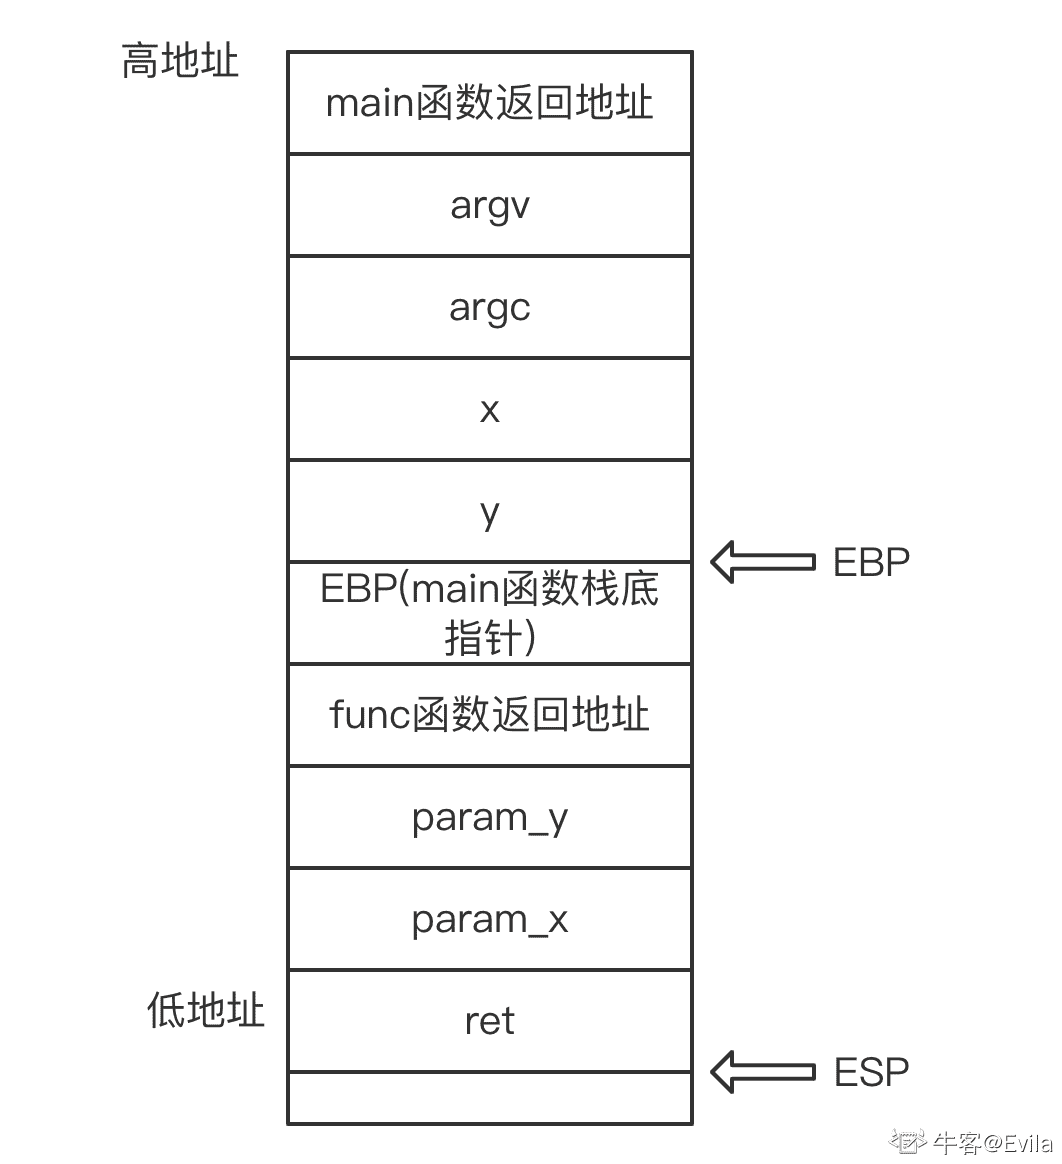 高地址
main函数返回地址
argv
argc
x
y
EBP
EBP(main函数栈底
指针)
func函数返回地址
param_y
param_x
低地址
ret
ESP
牛客@Evila